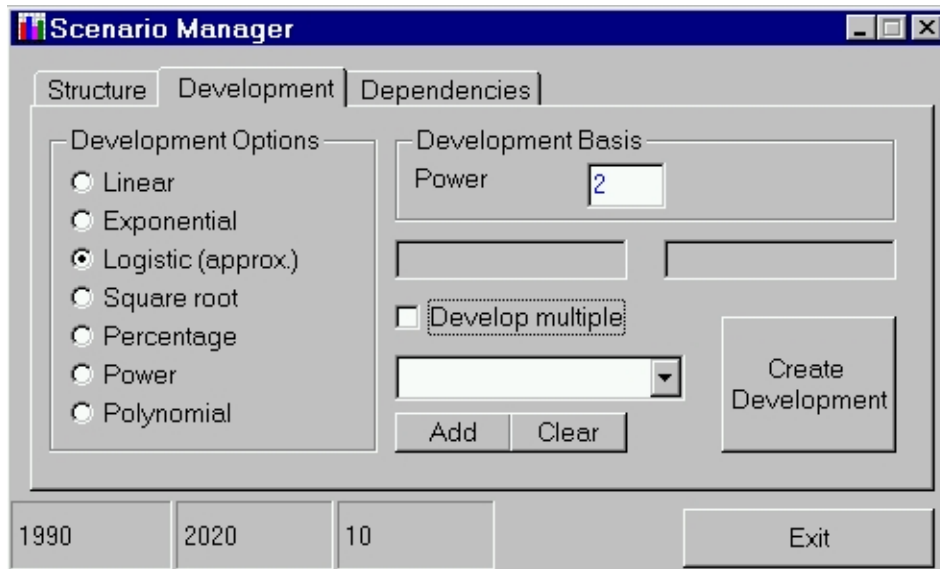 Scenario Manager
Structure Development Dependencies
Development Options
Linear
Exponential
Logistic (approx.)
Square root
Percentage
Power
Polynomial
Development Basis
Power 2
Develop multiple
Add Clear
Create
Development
1990 2020 10 Exit